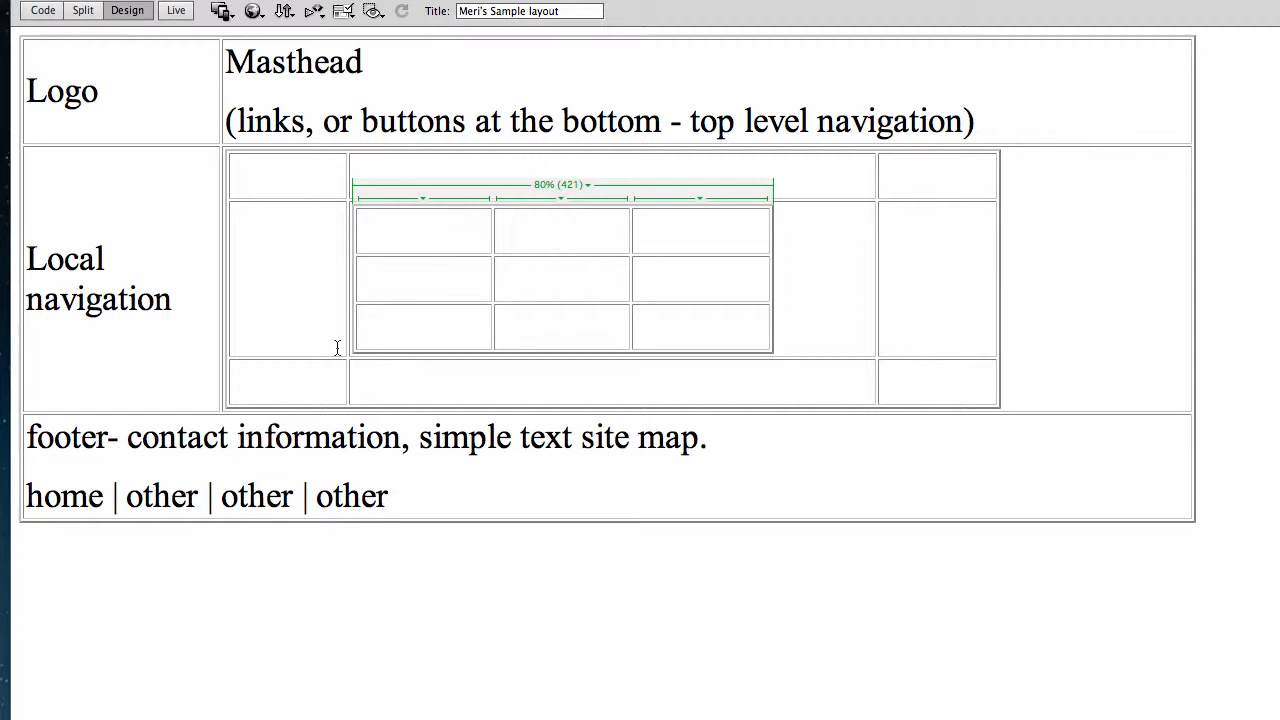 Code Split Design Live Title: Meri's Sample layout
Logo
Masthead
(links, or buttons at the bottom - top level navigation)
80% (421)
Local
navigation
footer- contact information, simple text site map.
home | other | other | other